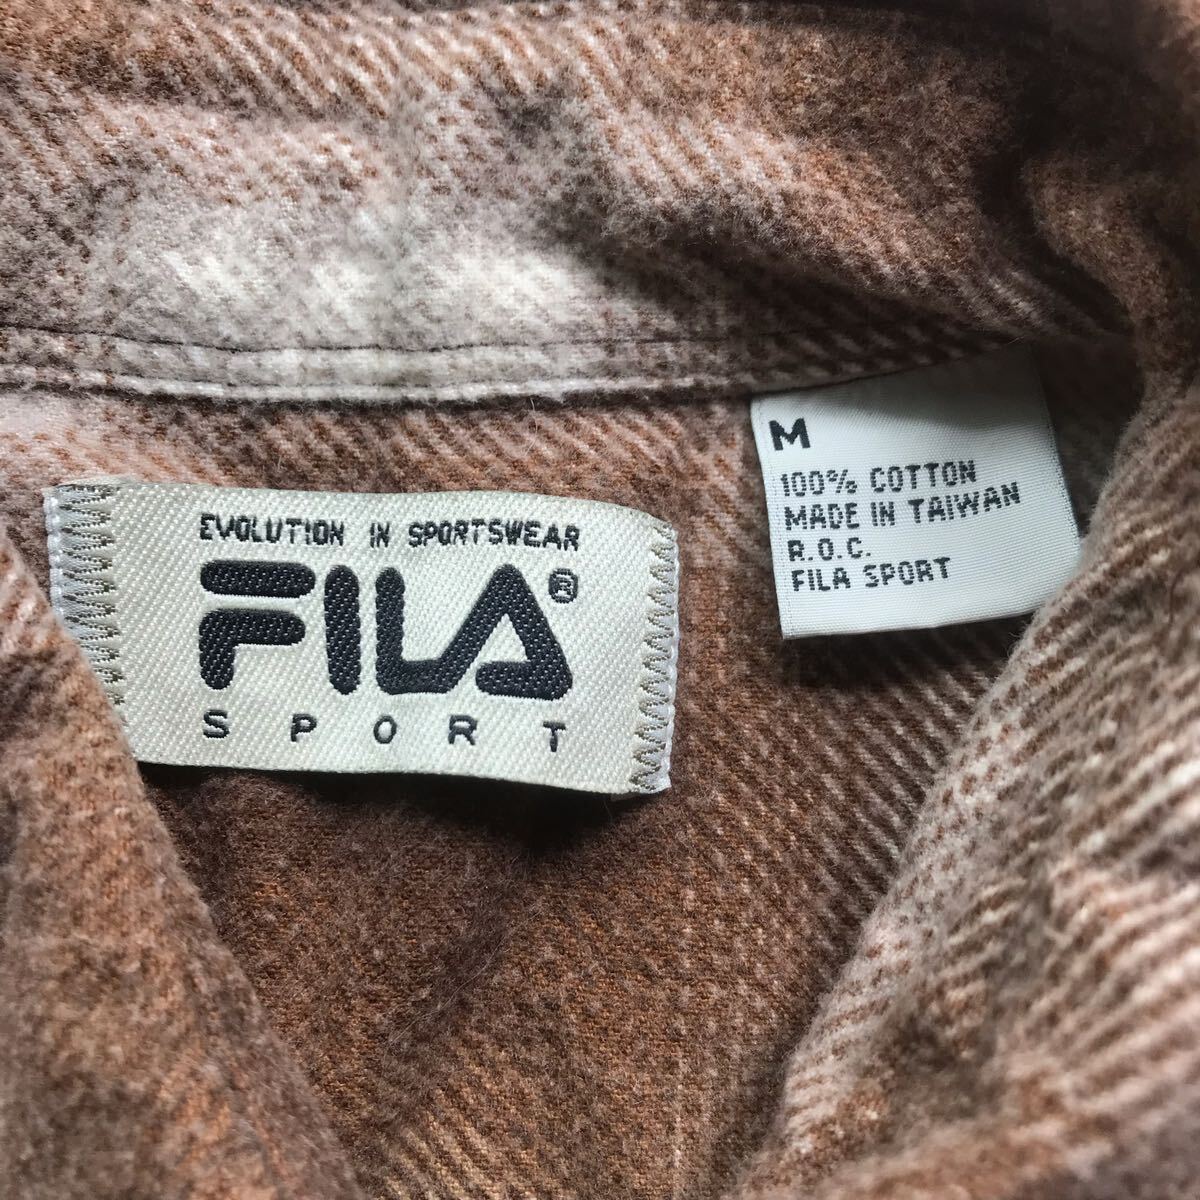 EVOLUTION IN SPORTSWEAR
FILA®
SPORT
M
100% COTTON
MADE IN TAIWAN
R.O.C.
FILA SPORT